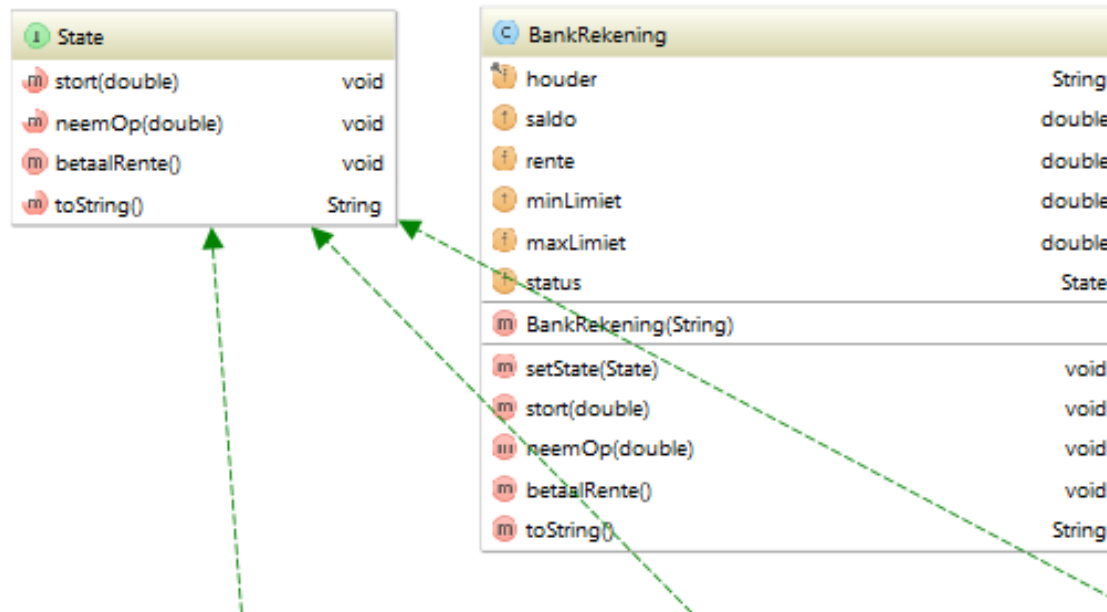 I State
m stort(double) void
m neemOp(double) void
m betaalRente() void
m toString() String
C BankRekening
f houder String
f saldo double
f rente double
f minLimiet double
f maxLimiet double
f status State
m BankRekening(String)
m setState(State) void
m stort(double) void
m neemOp(double) void
m betaalRente() void
m toString() String